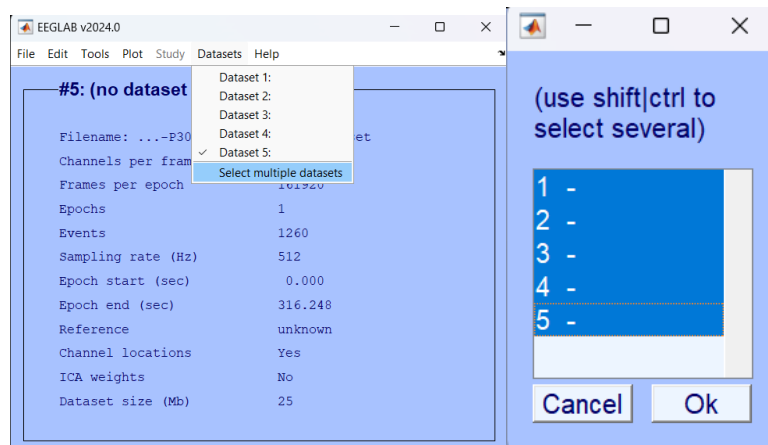 EEGLAB v2024.0
File Edit Tools Plot Study Datasets Help
#5: (no dataset
Dataset 1:
Dataset 2:
Dataset 3:
Dataset 4:
✓ Dataset 5:
Select multiple datasets
Filename: ...-P30 et
Channels per fram
Frames per epoch 161920
Epochs 1
Events 1260
Sampling rate (Hz) 512
Epoch start (sec) 0.000
Epoch end (sec) 316.248
Reference unknown
Channel locations Yes
ICA weights No
Dataset size (Mb) 25
(use shift|ctrl to
select several)
1 -
2 -
3 -
4 -
5 -
Cancel Ok